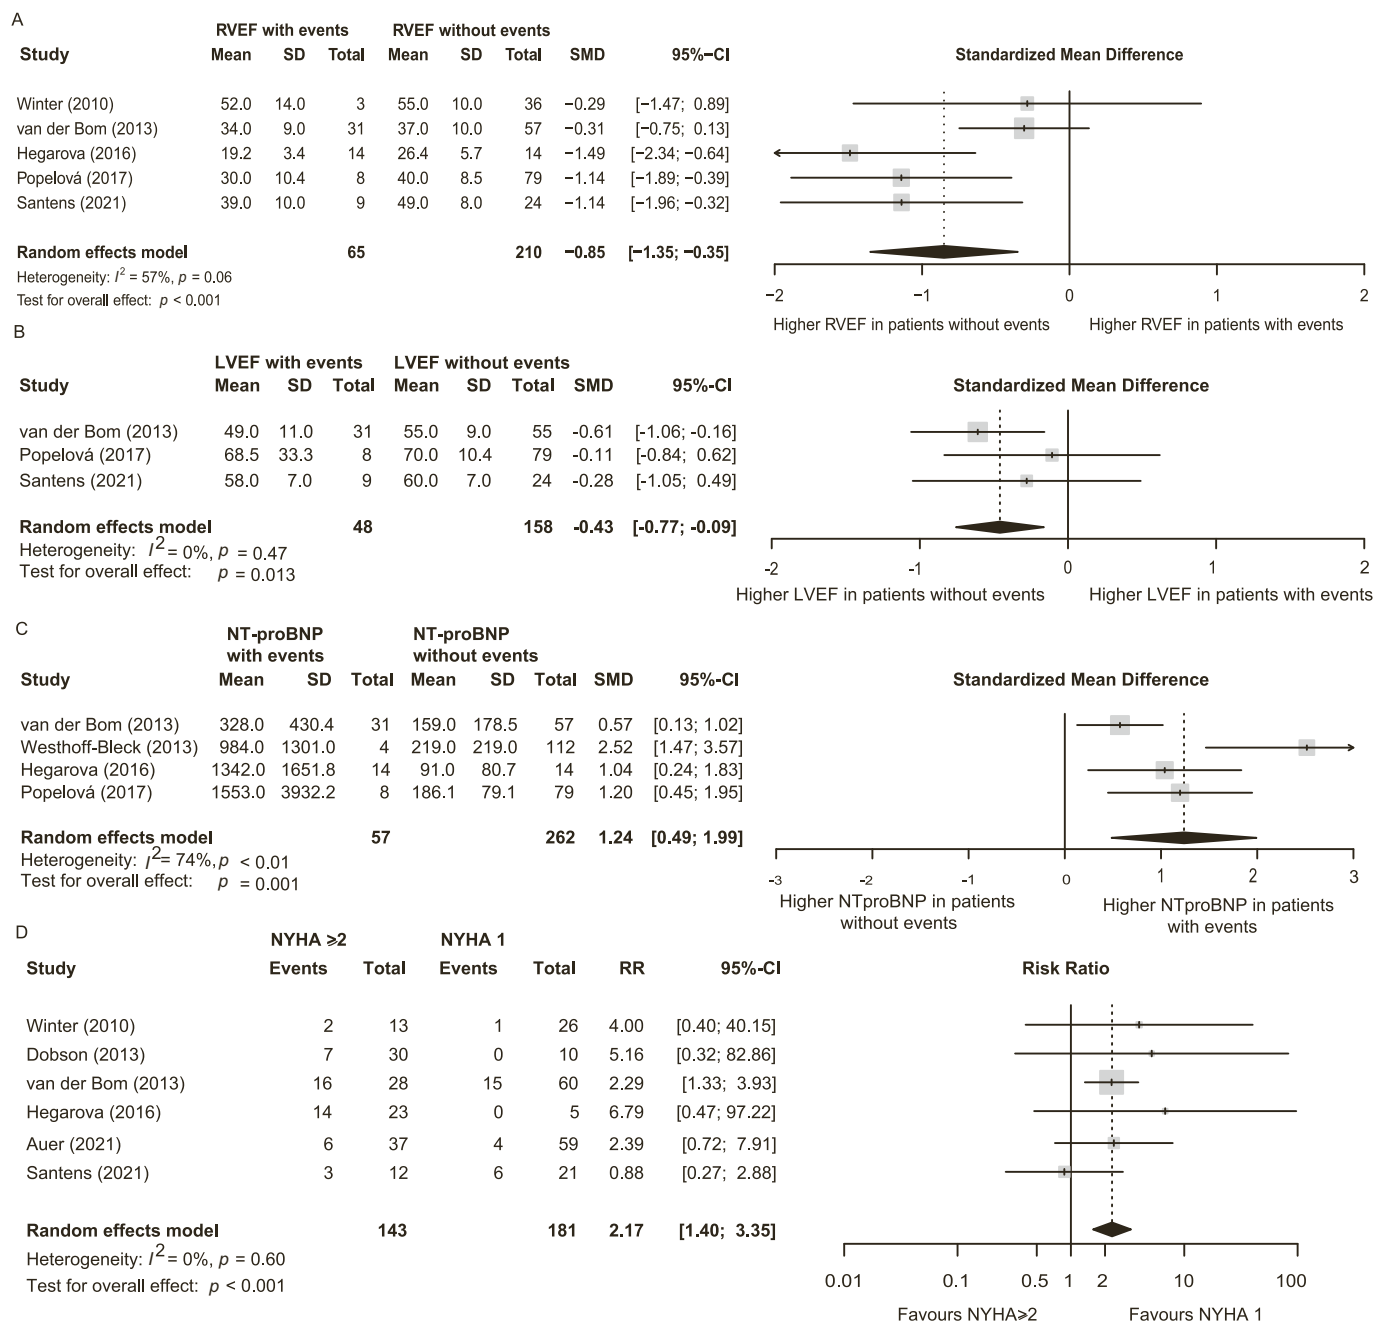 A
RVEF with events RVEF without events
Study Mean SD Total Mean SD Total SMD 95%−CI Standardized Mean Difference
Winter (2010) 52.0 14.0 3 55.0 10.0 36 −0.29 [−1.47; 0.89]
van der Bom (2013) 34.0 9.0 31 37.0 10.0 57 −0.31 [−0.75; 0.13]
Hegarova (2016) 19.2 3.4 14 26.4 5.7 14 −1.49 [−2.34; −0.64]
Popelová (2017) 30.0 10.4 8 40.0 8.5 79 −1.14 [−1.89; −0.39]
Santens (2021) 39.0 10.0 9 49.0 8.0 24 −1.14 [−1.96; −0.32]
Random effects model 65 210 −0.85 [−1.35; −0.35]
Heterogeneity: I² = 57%, p = 0.06
Test for overall effect: p < 0.001
−2 −1 0 1 2
Higher RVEF in patients without events Higher RVEF in patients with events
B
LVEF with events LVEF without events
Study Mean SD Total Mean SD Total SMD 95%-CI Standardized Mean Difference
van der Bom (2013) 49.0 11.0 31 55.0 9.0 55 -0.61 [-1.06; -0.16]
Popelová (2017) 68.5 33.3 8 70.0 10.4 79 -0.11 [-0.84; 0.62]
Santens (2021) 58.0 7.0 9 60.0 7.0 24 -0.28 [-1.05; 0.49]
Random effects model 48 158 -0.43 [-0.77; -0.09]
Heterogeneity: I² = 0%, p = 0.47
Test for overall effect: p = 0.013
-2 -1 0 1 2
Higher LVEF in patients without events Higher LVEF in patients with events
C
NT-proBNP NT-proBNP
with events without events
Study Mean SD Total Mean SD Total SMD 95%-CI Standardized Mean Difference
van der Bom (2013) 328.0 430.4 31 159.0 178.5 57 0.57 [0.13; 1.02]
Westhoff-Bleck (2013) 984.0 1301.0 4 219.0 219.0 112 2.52 [1.47; 3.57]
Hegarova (2016) 1342.0 1651.8 14 91.0 80.7 14 1.04 [0.24; 1.83]
Popelová (2017) 1553.0 3932.2 8 186.1 79.1 79 1.20 [0.45; 1.95]
Random effects model 57 262 1.24 [0.49; 1.99]
Heterogeneity: I² = 74%, p < 0.01
Test for overall effect: p = 0.001
-3 -2 -1 0 1 2 3
Higher NTproBNP in patients Higher NTproBNP in patients
without events with events
D
NYHA ⩾2 NYHA 1
Study Events Total Events Total RR 95%-CI Risk Ratio
Winter (2010) 2 13 1 26 4.00 [0.40; 40.15]
Dobson (2013) 7 30 0 10 5.16 [0.32; 82.86]
van der Bom (2013) 16 28 15 60 2.29 [1.33; 3.93]
Hegarova (2016) 14 23 0 5 6.79 [0.47; 97.22]
Auer (2021) 6 37 4 59 2.39 [0.72; 7.91]
Santens (2021) 3 12 6 21 0.88 [0.27; 2.88]
Random effects model 143 181 2.17 [1.40; 3.35]
Heterogeneity: I² = 0%, p = 0.60
Test for overall effect: p < 0.001
0.01 0.1 0.5 1 2 10 100
Favours NYHA⩾2 Favours NYHA 1